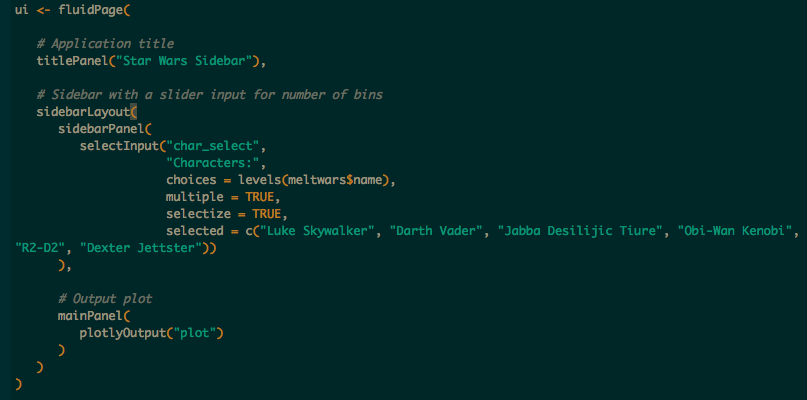 ui <- fluidPage(
# Application title
titlePanel("Star Wars Sidebar"),
# Sidebar with a slider input for number of bins
sidebarLayout(
sidebarPanel(
selectInput("char_select",
"Characters:",
choices = levels(meltwars$name),
multiple = TRUE,
selectize = TRUE,
selected = c("Luke Skywalker", "Darth Vader", "Jabba Desilijic Tiure", "Obi-Wan Kenobi",
"R2-D2", "Dexter Jettster"))
),
# Output plot
mainPanel(
plotlyOutput("plot")
)
)
)